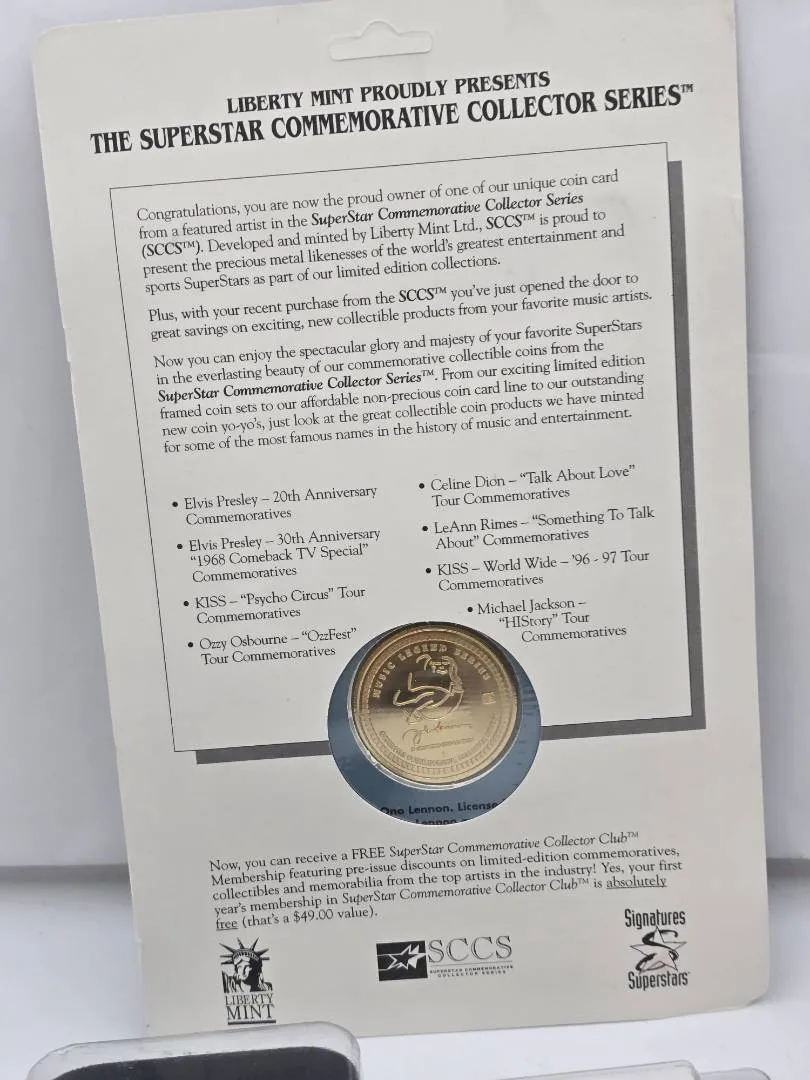 LIBERTY MINT PROUDLY PRESENTS
THE SUPERSTAR COMMEMORATIVE COLLECTOR SERIES™
Congratulations, you are now the proud owner of one of our unique coin card
from a featured artist in the SuperStar Commemorative Collector Series
(SCCS™). Developed and minted by Liberty Mint Ltd., SCCS™ is proud to
present the precious metal likenesses of the world's greatest entertainment and
sports SuperStars as part of our limited edition collections.
Plus, with your recent purchase from the SCCS™ you've just opened the door to
great savings on exciting, new collectible products from your favorite music artists.
Now you can enjoy the spectacular glory and majesty of your favorite SuperStars
in the everlasting beauty of our commemorative collectible coins from the
SuperStar Commemorative Collector Series™. From our exciting limited edition
framed coin sets to our affordable non-precious coin card line to our outstanding
new coin yo-yo's, just look at the great collectible coin products we have minted
for some of the most famous names in the history of music and entertainment.
• Elvis Presley – 20th Anniversary
Commemoratives
• Elvis Presley – 30th Anniversary
"1968 Comeback TV Special"
Commemoratives
• KISS – "Psycho Circus" Tour
Commemoratives
• Ozzy Osbourne – "OzzFest"
Tour Commemoratives
• Celine Dion – "Talk About Love"
Tour Commemoratives
• LeAnn Rimes – "Something To Talk
About" Commemoratives
• KISS – World Wide – '96 - 97 Tour
Commemoratives
• Michael Jackson –
"HIStory" Tour
Commemoratives
MUSIC LEGEND SERIES
Ono Lennon. License
Lennon
Now, you can receive a FREE SuperStar Commemorative Collector Club™
Membership featuring pre-issue discounts on limited-edition commemoratives,
collectibles and memorabilia from the top artists in the industry! Yes, your first
year's membership in SuperStar Commemorative Collector Club™ is absolutely
free (that's a $49.00 value).
LIBERTY
MINT
SCCS
SUPERSTAR COMMEMORATIVE
COLLECTOR SERIES
Signatures
Superstars